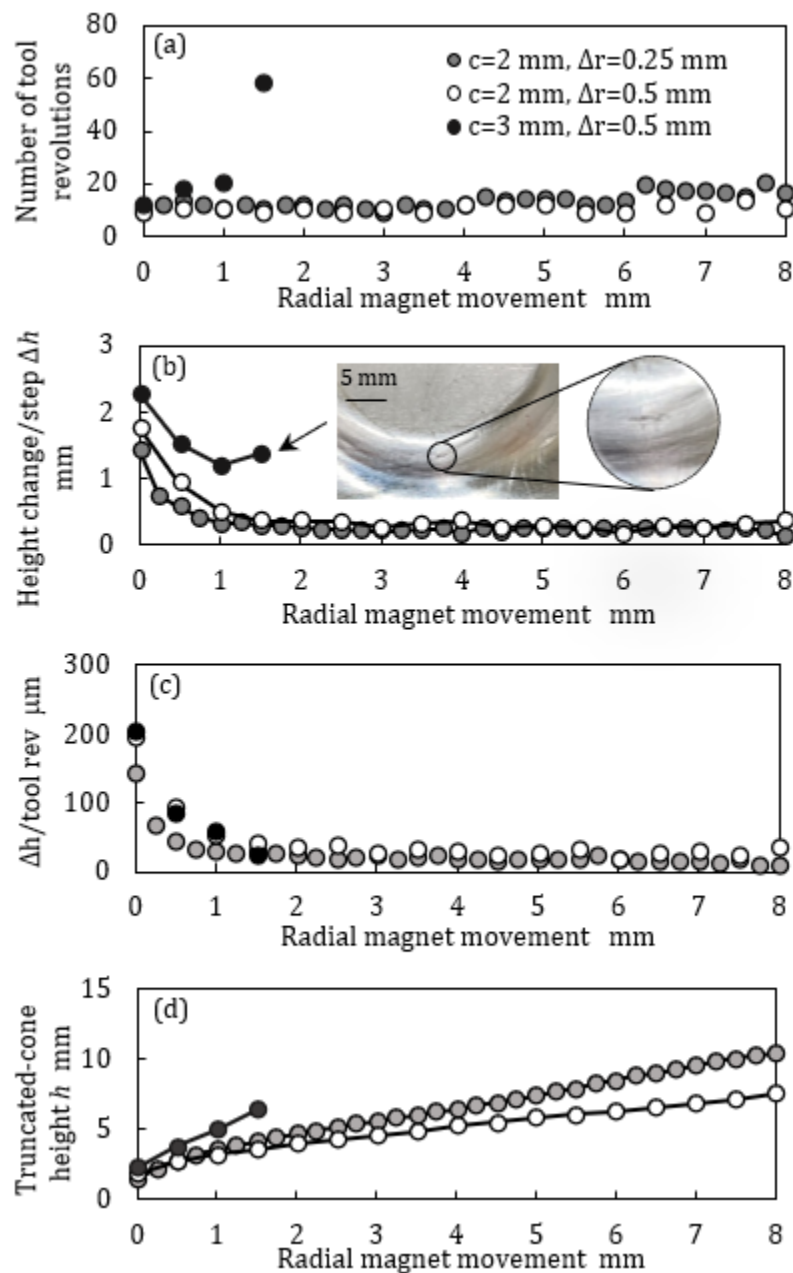 (a)
c=2 mm, Δr=0.25 mm
c=2 mm, Δr=0.5 mm
c=3 mm, Δr=0.5 mm
Number of tool
revolutions
80
60
40
20
0
0 1 2 3 4 5 6 7 8
Radial magnet movement mm
(b)
5 mm
Height change/step Δh
mm
3
2
1
0
0 1 2 3 4 5 6 7 8
Radial magnet movement mm
(c)
Δh/tool rev μm
300
200
100
0
0 1 2 3 4 5 6 7 8
Radial magnet movement mm
(d)
Truncated-cone
height h mm
15
10
5
0
0 1 2 3 4 5 6 7 8
Radial magnet movement mm